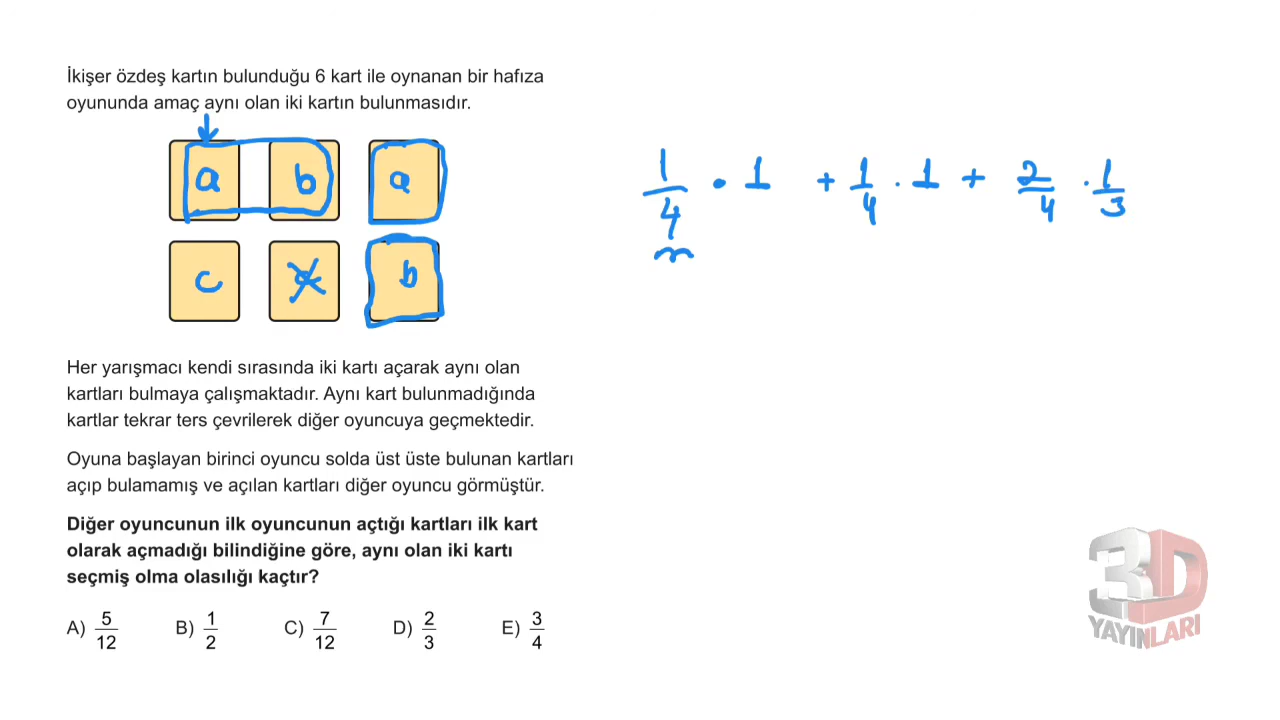 İkişer özdeş kartın bulunduğu 6 kart ile oynanan bir hafıza
oyununda amaç aynı olan iki kartın bulunmasıdır.
a b a
c b
1/4 · 1 + 1/4 · 1 + 2/4 · 1/3
Her yarışmacı kendi sırasında iki kartı açarak aynı olan
kartları bulmaya çalışmaktadır. Aynı kart bulunmadığında
kartlar tekrar ters çevrilerek diğer oyuncuya geçmektedir.
Oyuna başlayan birinci oyuncu solda üst üste bulunan kartları
açıp bulamamış ve açılan kartları diğer oyuncu görmüştür.
Diğer oyuncunun ilk oyuncunun açtığı kartları ilk kart
olarak açmadığı bilindiğine göre, aynı olan iki kartı
seçmiş olma olasılığı kaçtır?
A) 5/12 B) 1/2 C) 7/12 D) 2/3 E) 3/4
3D
YAYINLARI